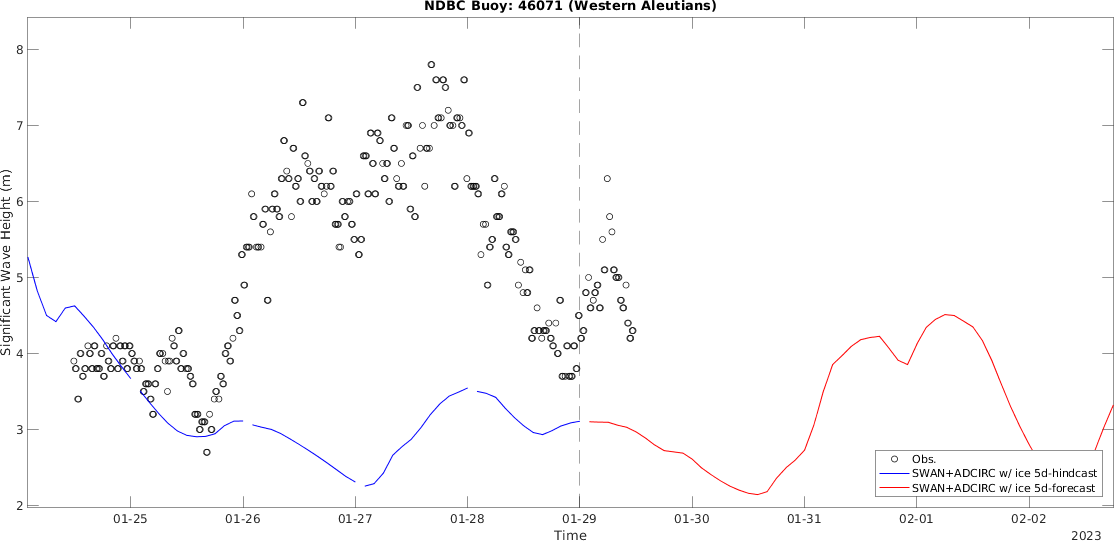 NDBC Buoy: 46071 (Western Aleutians)
8
7
6
5
4
3
2
Significant Wave Height (m)
01-25 01-26 01-27 01-28 01-29 01-30 01-31 02-01 02-02
Time
2023
Obs.
SWAN+ADCIRC w/ ice 5d-hindcast
SWAN+ADCIRC w/ ice 5d-forecast